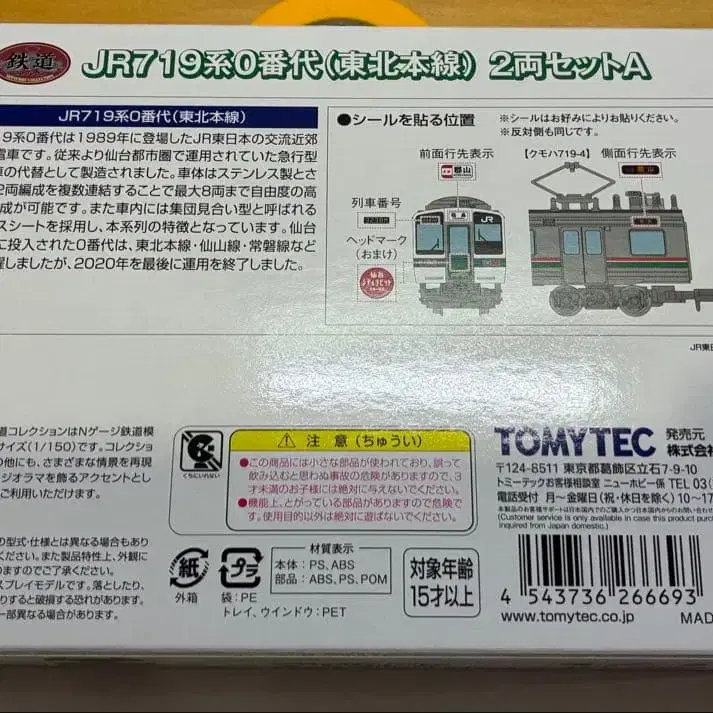 鉄道
JR719系0番代(東北本線) 2両セットA
JR719系0番代(東北本線)
9系0番代は1989年に登場したJR東日本の交流近郊
電車です。従来より仙台都市圏で運用されていた急行型
車の代替として製造されました。車体はステンレス製とさ
2両編成を複数連結することで最大8両まで自由度の高
成が可能です。また車内には集団見合い型と呼ばれる
スシートを採用し、本系列の特徴となっています。仙台
に投入された0番代は、東北本線・仙山線・常磐線など
躍しましたが、2020年を最後に運用を終了しました。
●シールを貼る位置
※シールはお好みによりお貼りください。
※反対側も同じです。
前面行先表示
【クモハ719-4】
側面行先表示
郡山
列車番号
ヘッドマーク
(おまけ)
JR
JR東日
道コレクションはNゲージ鉄道模
サイズ(1/150)です。コレクショ
の他にも、さまざまな情景を再現
ジオラマを飾るアクセントとし
ご利用いただけます。
の型式・仕様とは異なる場合もあり
ください。また製品特性上、外観に
ますのでご了承ください。
スプレイモデルです。落としたり、
りすると破損する恐れがあります。
一部異なる場合があります。
くちにいれない
注意(ちゅうい)
●この商品には小さな部品が使われており、誤って
飲み込むと思わぬ事故の危険がありますので、3
才未満のお子様には絶対に与えないでください。
●機能上、とがっている部品がありますので危険で
す。使用目的以外は絶対に遊ばないでください。
紙
外箱
プラ
袋:PE
トレイ、ウインドウ:PET
材質表示
本体:PS、ABS
部品:ABS、PS、POM
対象年齢
15才以上
TOMYTEC
発売元
株式会
〒124-8511 東京都葛飾区立石7-9-10
トミーテックお客様相談室 ニューホビー係 TEL 03(
電話受付 月〜金曜日(祝・休日を除く)10〜17
本製品のお客様サポートは日本国内でのご購入かつ日本国内からのお問い合わ
(Customer service is only available in case this product purch
inquired from Japan domestic.)
4 543736 266693
www.tomytec.co.jp
MAD